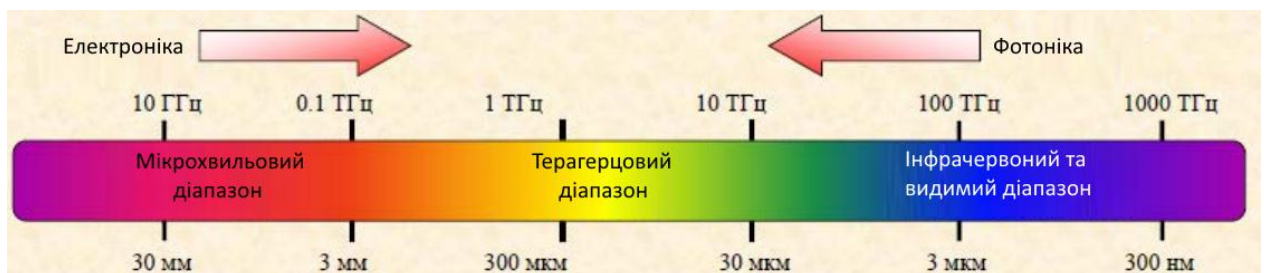 Електроніка
Фотоніка
10 ГГц 0.1 ТГц 1 ТГц 10 ТГц 100 ТГц 1000 ТГц
Мікрохвильовий
діапазон
Терагерцовий
діапазон
Інфрачервоний та
видимий діапазон
30 мм 3 мм 300 мкм 30 мкм 3 мкм 300 нм